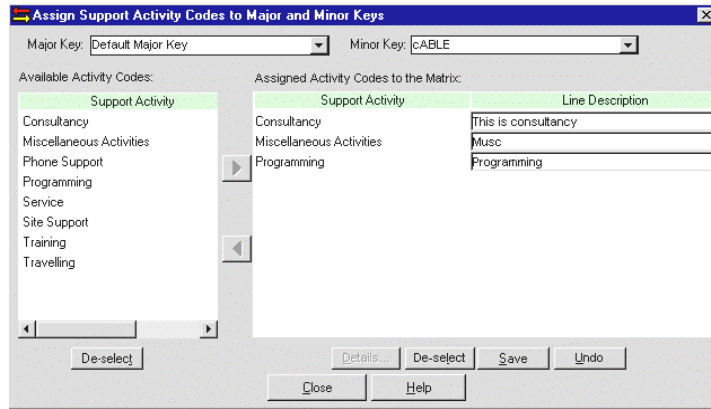 Assign Support Activity Codes to Major and Minor Keys
Major Key: Default Major Key Minor Key: cABLE
Available Activity Codes: Assigned Activity Codes to the Matrix:
Support Activity Support Activity Line Description
Consultancy Consultancy This is consultancy
Miscellaneous Activities Miscellaneous Activities Musc
Phone Support Programming Programming
Programming
Service
Site Support
Training
Travelling
De-select Details... De-select Save Undo
Close Help